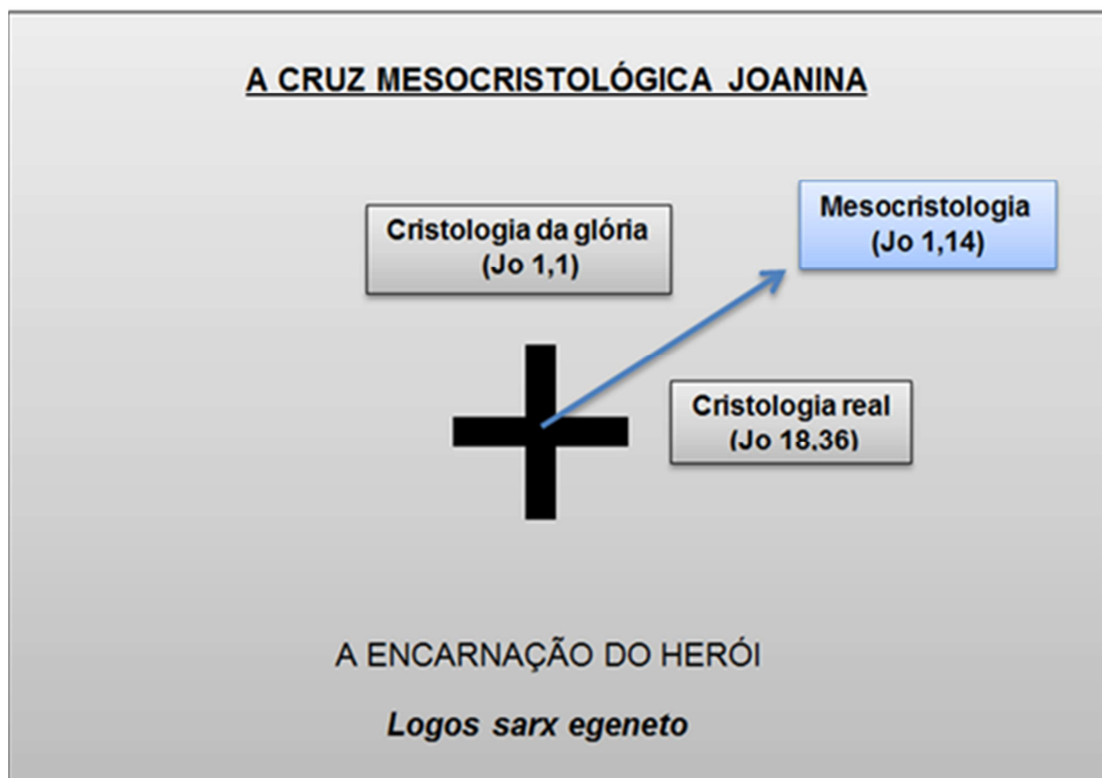 A CRUZ MESOCRISTOLÓGICA JOANINA
Cristologia da glória
(Jo 1,1)
Mesocristologia
(Jo 1,14)
Cristologia real
(Jo 18,36)
A ENCARNAÇÃO DO HERÓI
Logos sarx egeneto